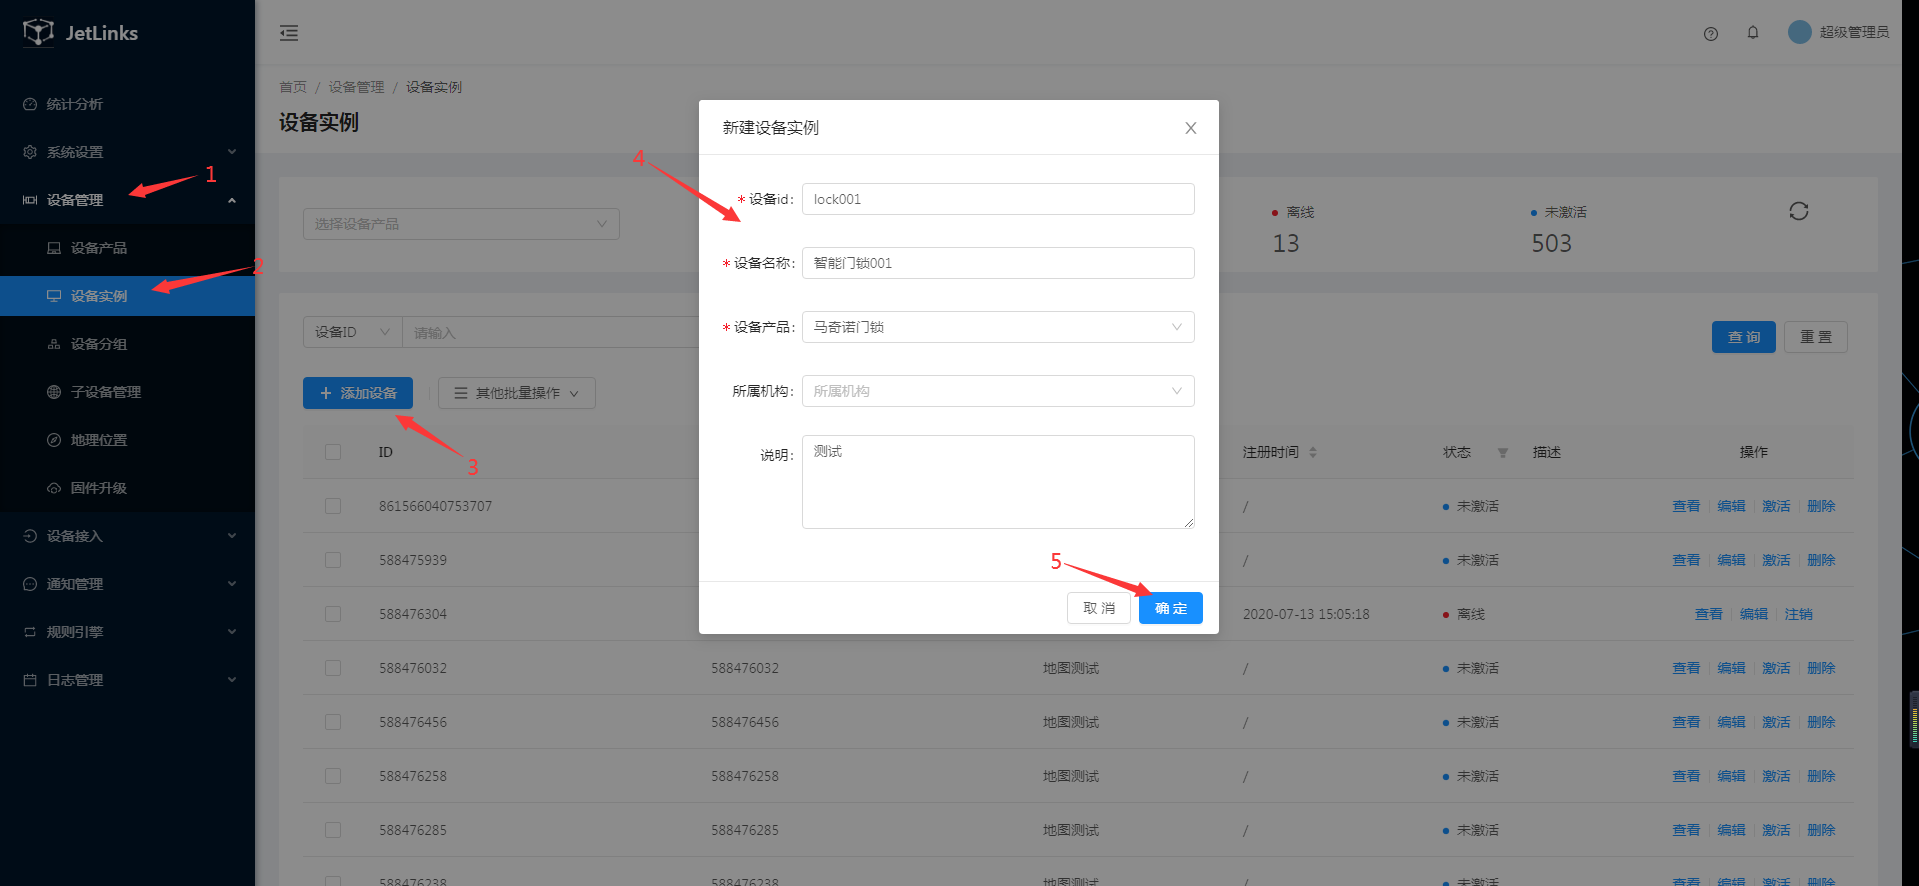 JetLinks
超级管理员
统计分析
系统设置
设备管理
设备产品
设备实例
设备分组
子设备管理
地理位置
固件升级
设备接入
通知管理
规则引擎
日志管理
1
2
首页 / 设备管理 / 设备实例
设备实例
选择设备产品
离线
13
未激活
503
设备ID 请输入
查 询 重 置
添加设备 其他批量操作
3
ID 注册时间 状态 描述 操作
861566040753707 / 未激活 查看 编辑 激活 删除
588475939 / 未激活 查看 编辑 激活 删除
588476304 2020-07-13 15:05:18 离线 查看 编辑 注销
588476032 588476032 地图测试 / 未激活 查看 编辑 激活 删除
588476456 588476456 地图测试 / 未激活 查看 编辑 激活 删除
588476258 588476258 地图测试 / 未激活 查看 编辑 激活 删除
588476285 588476285 地图测试 / 未激活 查看 编辑 激活 删除
588476238 588476238 地图测试 / 未激活 查看 编辑 激活 删除
新建设备实例
4
* 设备id: lock001
* 设备名称: 智能门锁001
* 设备产品: 马奇诺门锁
所属机构: 所属机构
说明: 测试
5
取 消 确 定